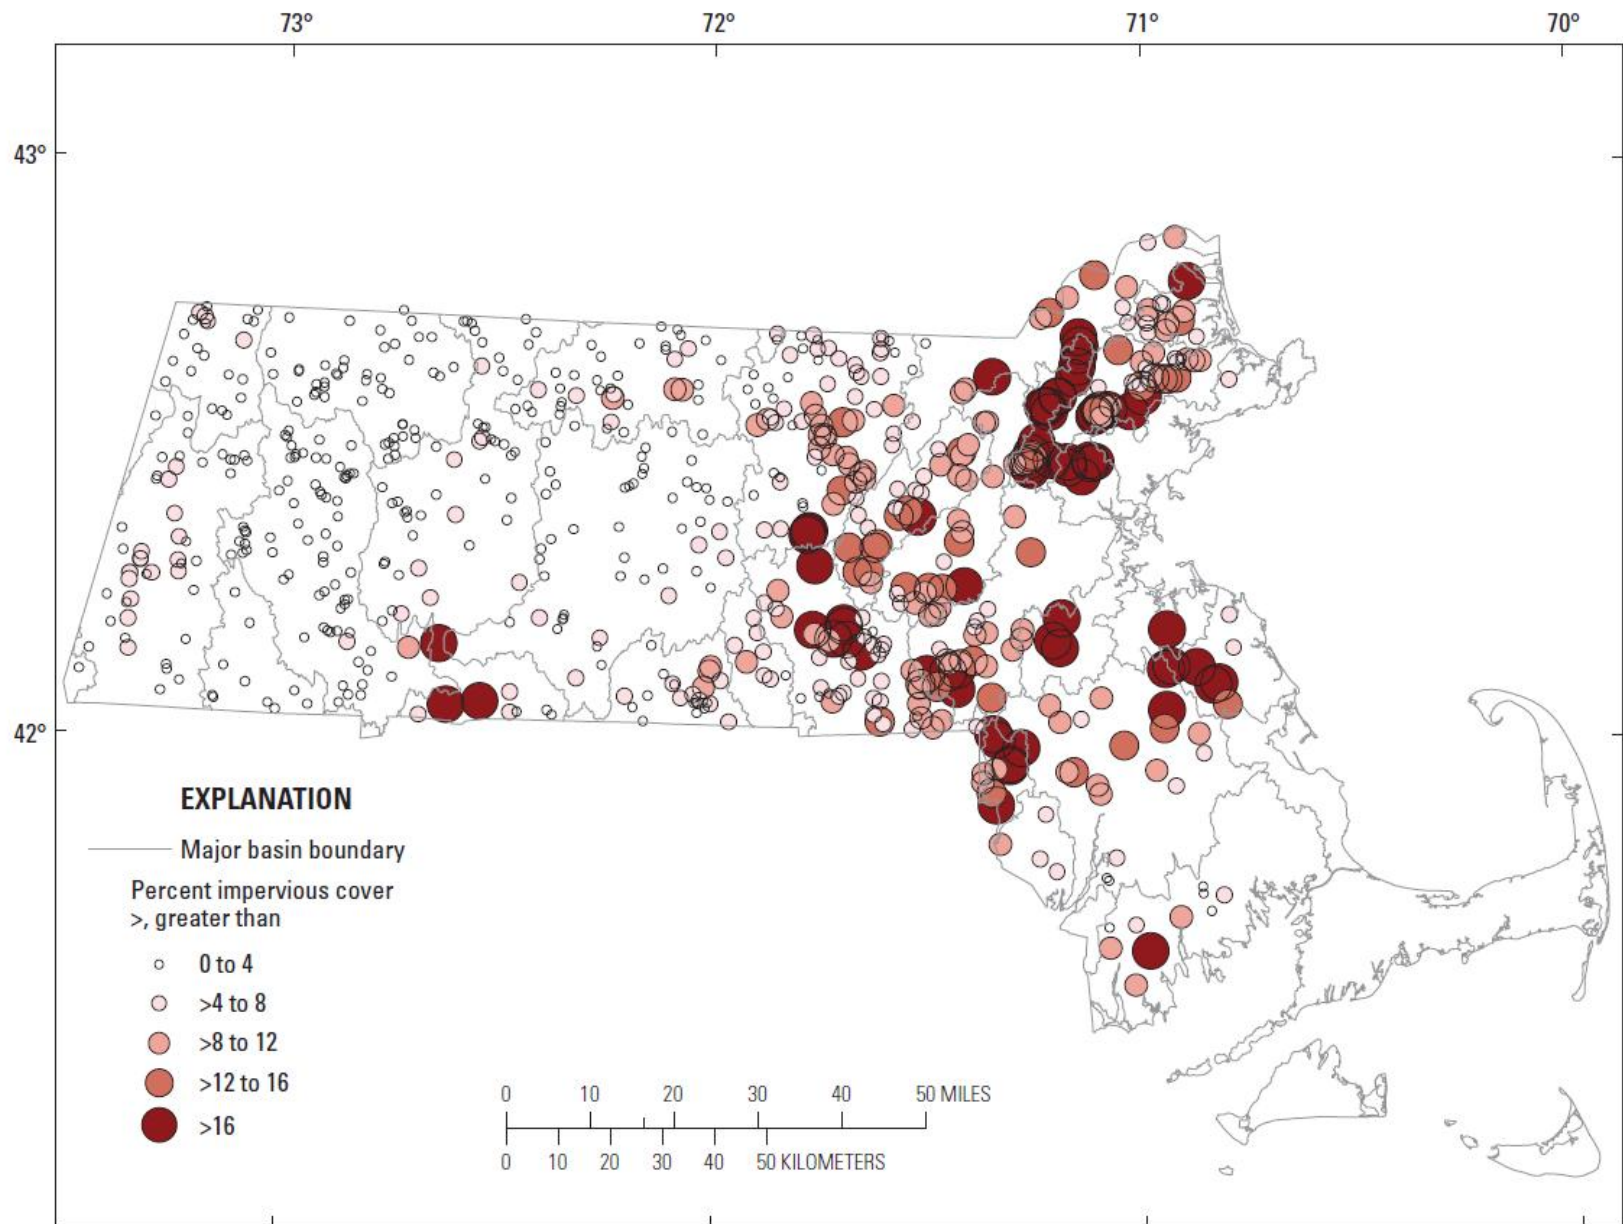 73° 72° 71° 70°
43°
42°
EXPLANATION
Major basin boundary
Percent impervious cover
>, greater than
0 to 4
>4 to 8
>8 to 12
>12 to 16
>16
0 10 20 30 40 50 MILES
0 10 20 30 40 50 KILOMETERS